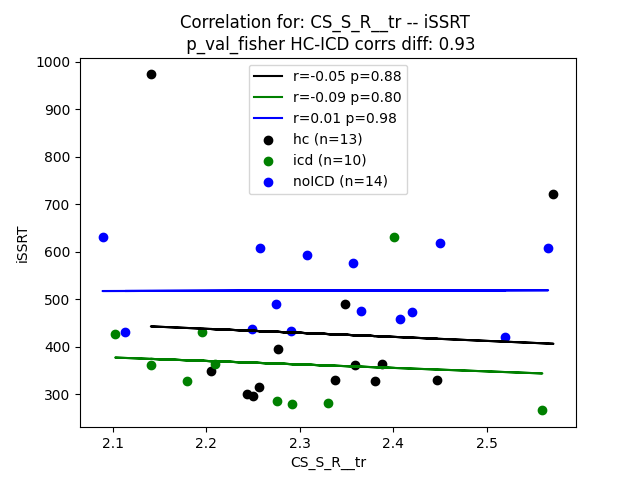 Correlation for: CS_S_R__tr -- iSSRT
p_val_fisher HC-ICD corrs diff: 0.93
r=-0.05 p=0.88
r=-0.09 p=0.80
r=0.01 p=0.98
hc (n=13)
icd (n=10)
noICD (n=14)
iSSRT
1000
900
800
700
600
500
400
300
2.1 2.2 2.3 2.4 2.5
CS_S_R__tr